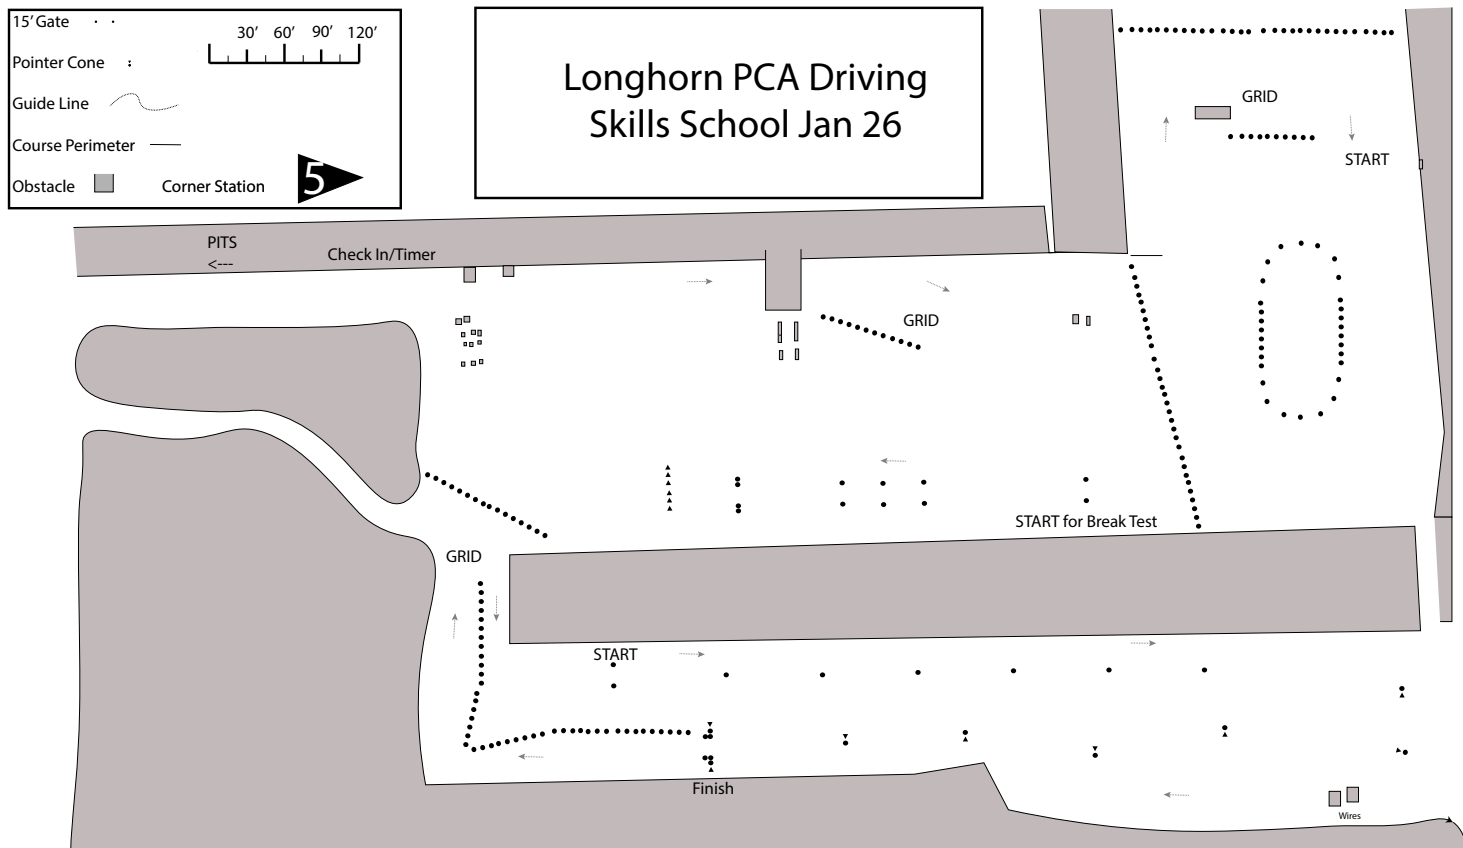 15' Gate
30' 60' 90' 120'
Pointer Cone
Guide Line
Course Perimeter
Obstacle
Corner Station
5
Longhorn PCA Driving
Skills School Jan 26
GRID
START
PITS
<---
Check In/Timer
GRID
START for Break Test
GRID
START
Finish
Wires